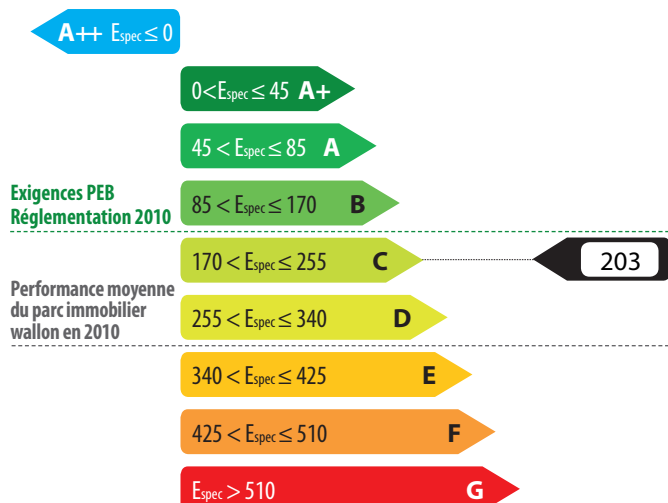 A++ Espec ≤ 0
0<Espec ≤ 45 A+
45 < Espec ≤ 85 A
Exigences PEB
Réglementation 2010
85 < Espec ≤ 170 B
170 < Espec ≤ 255 C
203
Performance moyenne
du parc immobilier
wallon en 2010
255 < Espec ≤ 340 D
340 < Espec ≤ 425 E
425 < Espec ≤ 510 F
Espec > 510 G